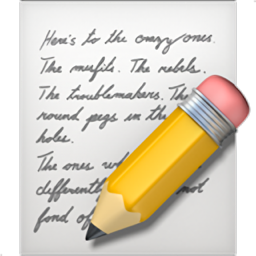 Here's to the crazy ones.
The misfits. The rebels.
The troublemakers. The
round pegs in the
holes.
The ones
differently not
fond of